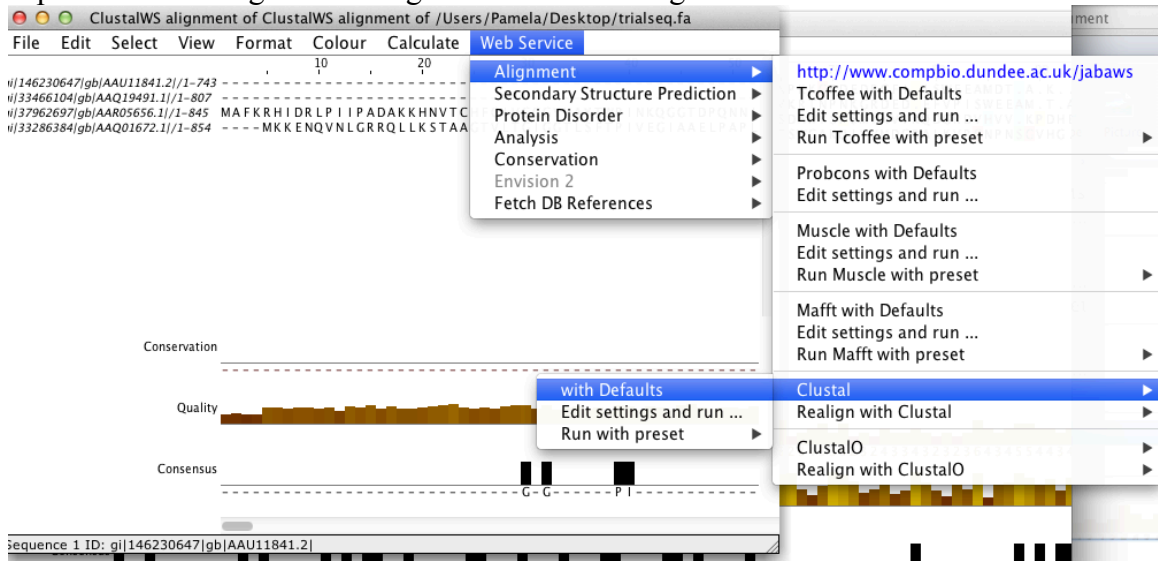 ClustalWS alignment of ClustalWS alignment of /Users/Pamela/Desktop/trialseq.fa
File Edit Select View Format Colour Calculate Web Service
10 20
gi|146230647|gb|AAU11841.2|/1-743 - - - - - - - - - - - - - - - - - - - - - - - -
gi|33466104|gb|AAQ19491.1|/1-807 - - - - - - - - - - - - - - - - - - - - - - - -
gi|37962697|gb|AAR05656.1|/1-845 MAFKRHIDRLPIIPADAKKHNVTC
gi|33286384|gb|AAQ01672.1|/1-854 - - - - MKKENQVNLGRRQLLKSTAA
Alignment
Secondary Structure Prediction
Protein Disorder
Analysis
Conservation
Envision 2
Fetch DB References
http://www.compbio.dundee.ac.uk/jabaws
Tcoffee with Defaults
Edit settings and run ...
Run Tcoffee with preset
Probcons with Defaults
Edit settings and run ...
Muscle with Defaults
Edit settings and run ...
Run Muscle with preset
Mafft with Defaults
Edit settings and run ...
Run Mafft with preset
Clustal
Realign with Clustal
ClustalO
Realign with ClustalO
with Defaults
Edit settings and run ...
Run with preset
Conservation
Quality
Consensus
G - G - - - - - - P I
Sequence 1 ID: gi|146230647|gb|AAU11841.2|